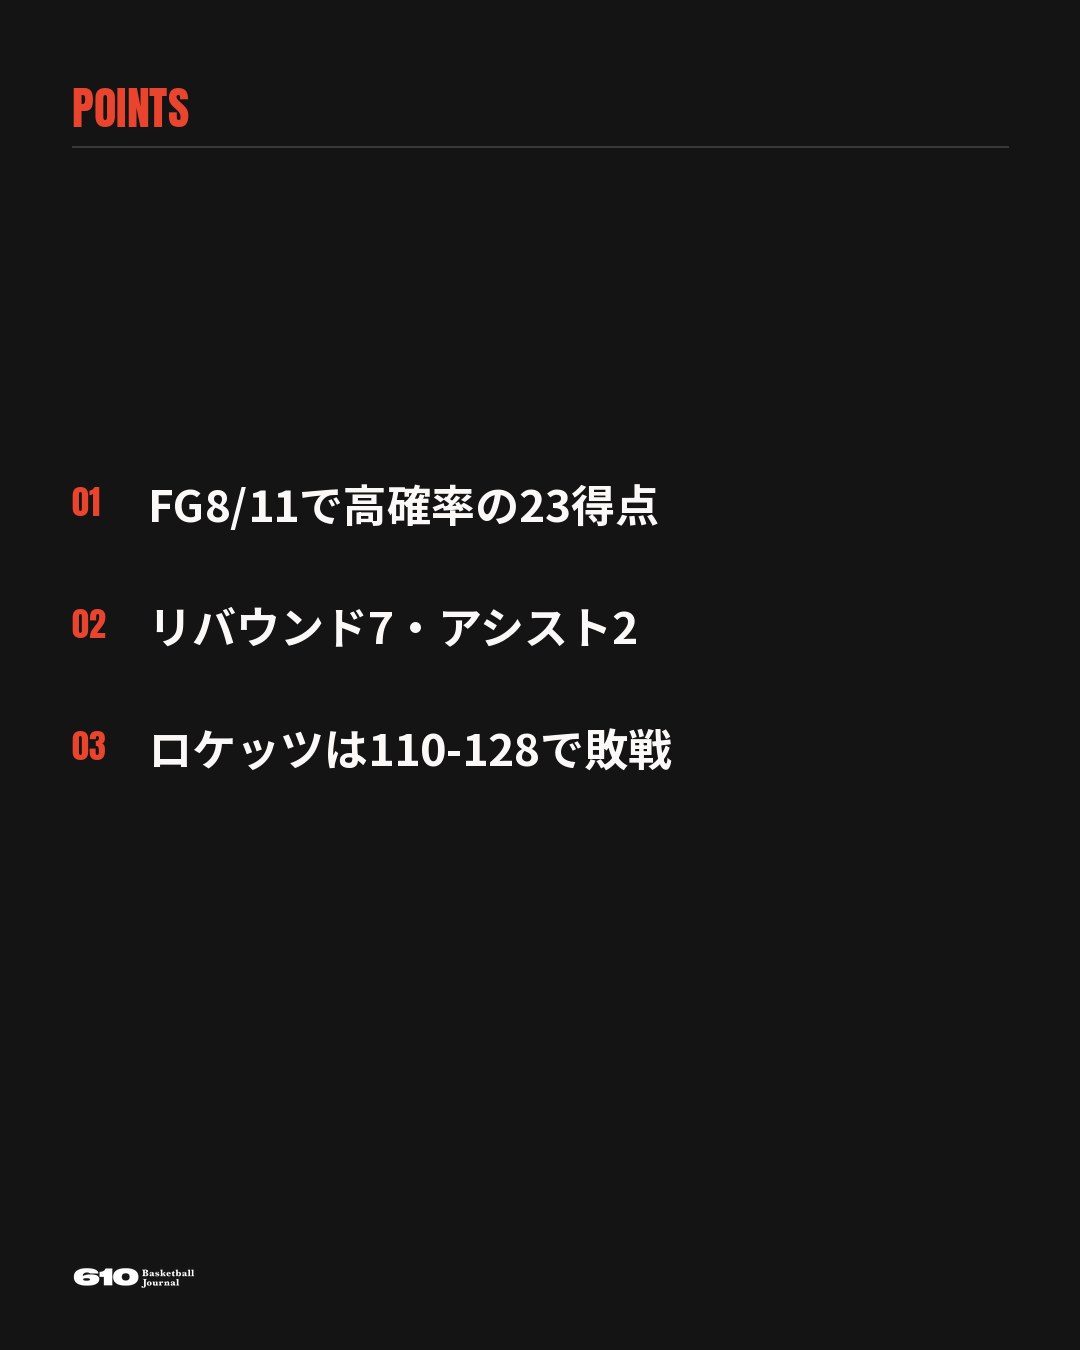 POINTS
01 FG8/11で高確率の23得点
02 リバウンド7・アシスト2
03 ロケッツは110-128で敗戦
610 Basketball
Journal